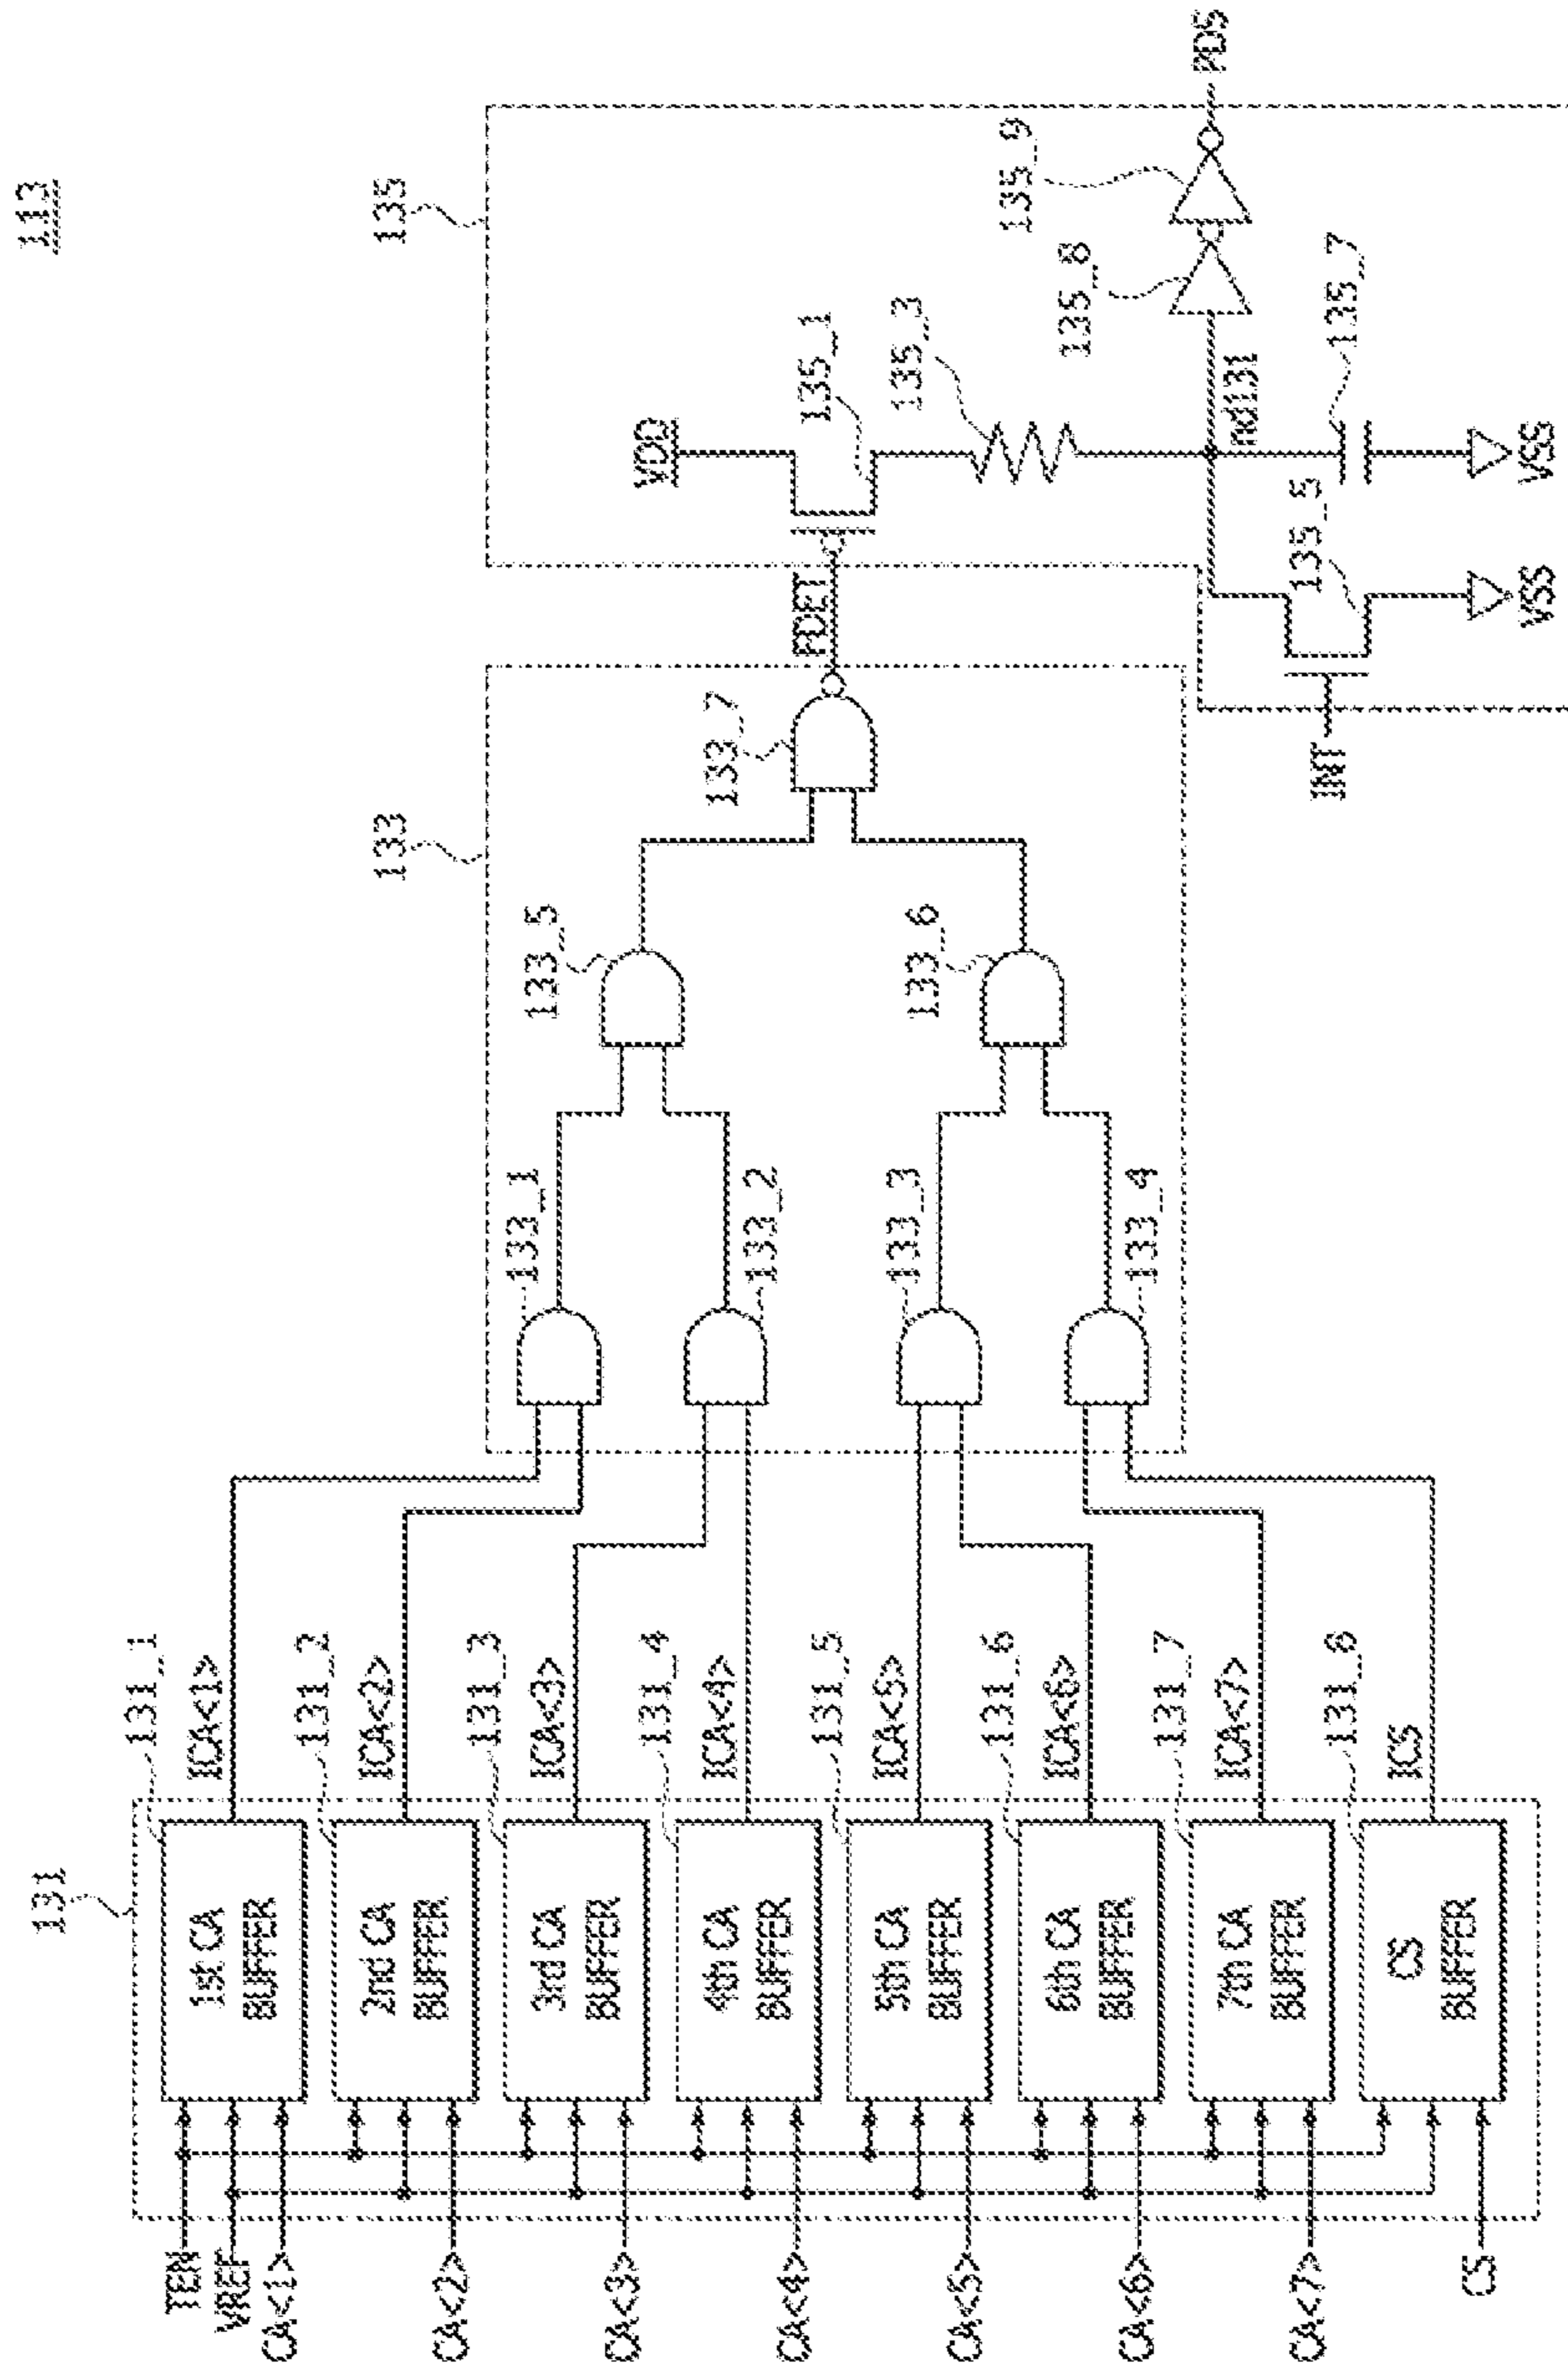 113
131
TEN
VREF
CA<1>
1st CA
BUFFER
131_1
ICA<1>
CA<2>
2nd CA
BUFFER
131_2
ICA<2>
CA<3>
3rd CA
BUFFER
131_3
ICA<3>
CA<4>
4th CA
BUFFER
131_4
ICA<4>
CA<5>
5th CA
BUFFER
131_5
ICA<5>
CA<6>
6th CA
BUFFER
131_6
ICA<6>
CA<7>
7th CA
BUFFER
131_7
ICA<7>
CS
CS
BUFFER
131_8
ICS
133
133_1
133_2
133_3
133_4
133_5
133_6
133_7
FDET
135
VDD
135_1
135_3
nd131
INT
135_5
VSS
135_7
VSS
135_8
135_9
PDS